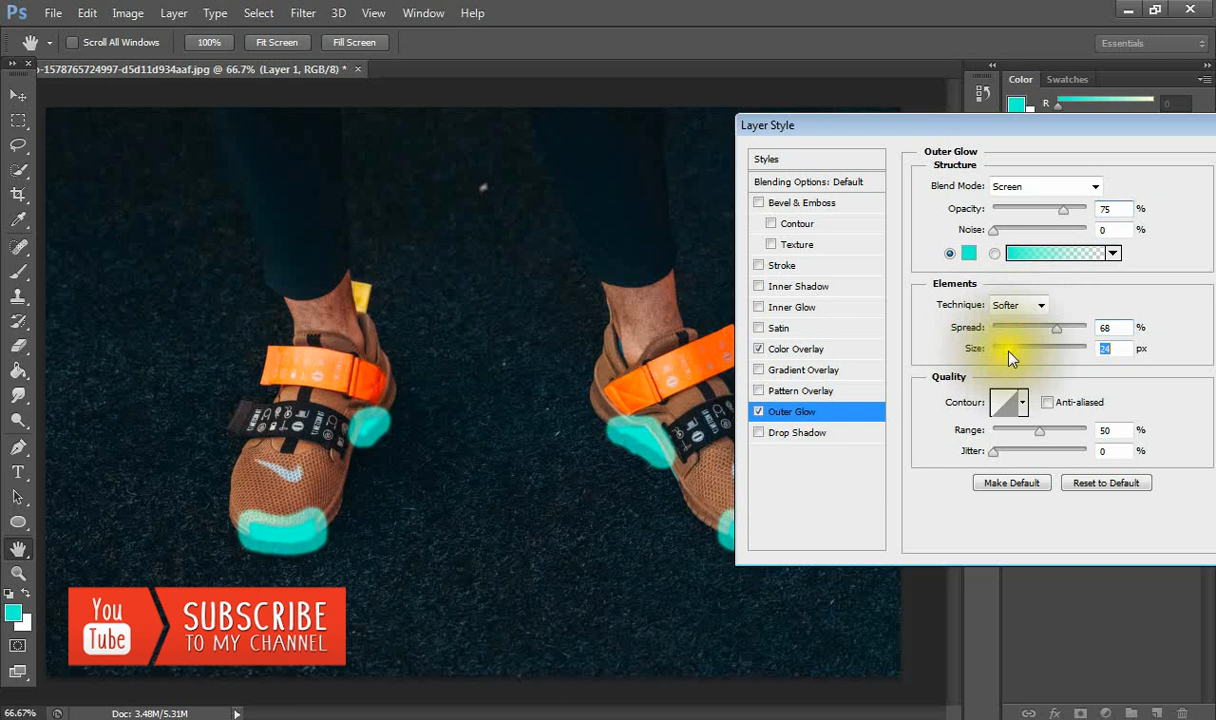 Ps File Edit Image Layer Type Select Filter 3D View Window Help
Scroll All Windows 100% Fit Screen Fill Screen Essentials
o-1578765724997-d5d11d934aaf.jpg @ 66.7% (Layer 1, RGB/8) * ×
Color Swatches
R 0
Layer Style
Styles
Blending Options: Default
Bevel & Emboss
Contour
Texture
Stroke
Inner Shadow
Inner Glow
Satin
Color Overlay
Gradient Overlay
Pattern Overlay
Outer Glow
Drop Shadow
Outer Glow
Structure
Blend Mode: Screen
Opacity: 75 %
Noise: 0 %
Elements
Technique: Softer
Spread: 68 %
Size: 24 px
Quality
Contour: Anti-aliased
Range: 50 %
Jitter: 0 %
Make Default Reset to Default
You
Tube
SUBSCRIBE
TO MY CHANNEL
66.67% Doc: 3.48M/5.31M
fx